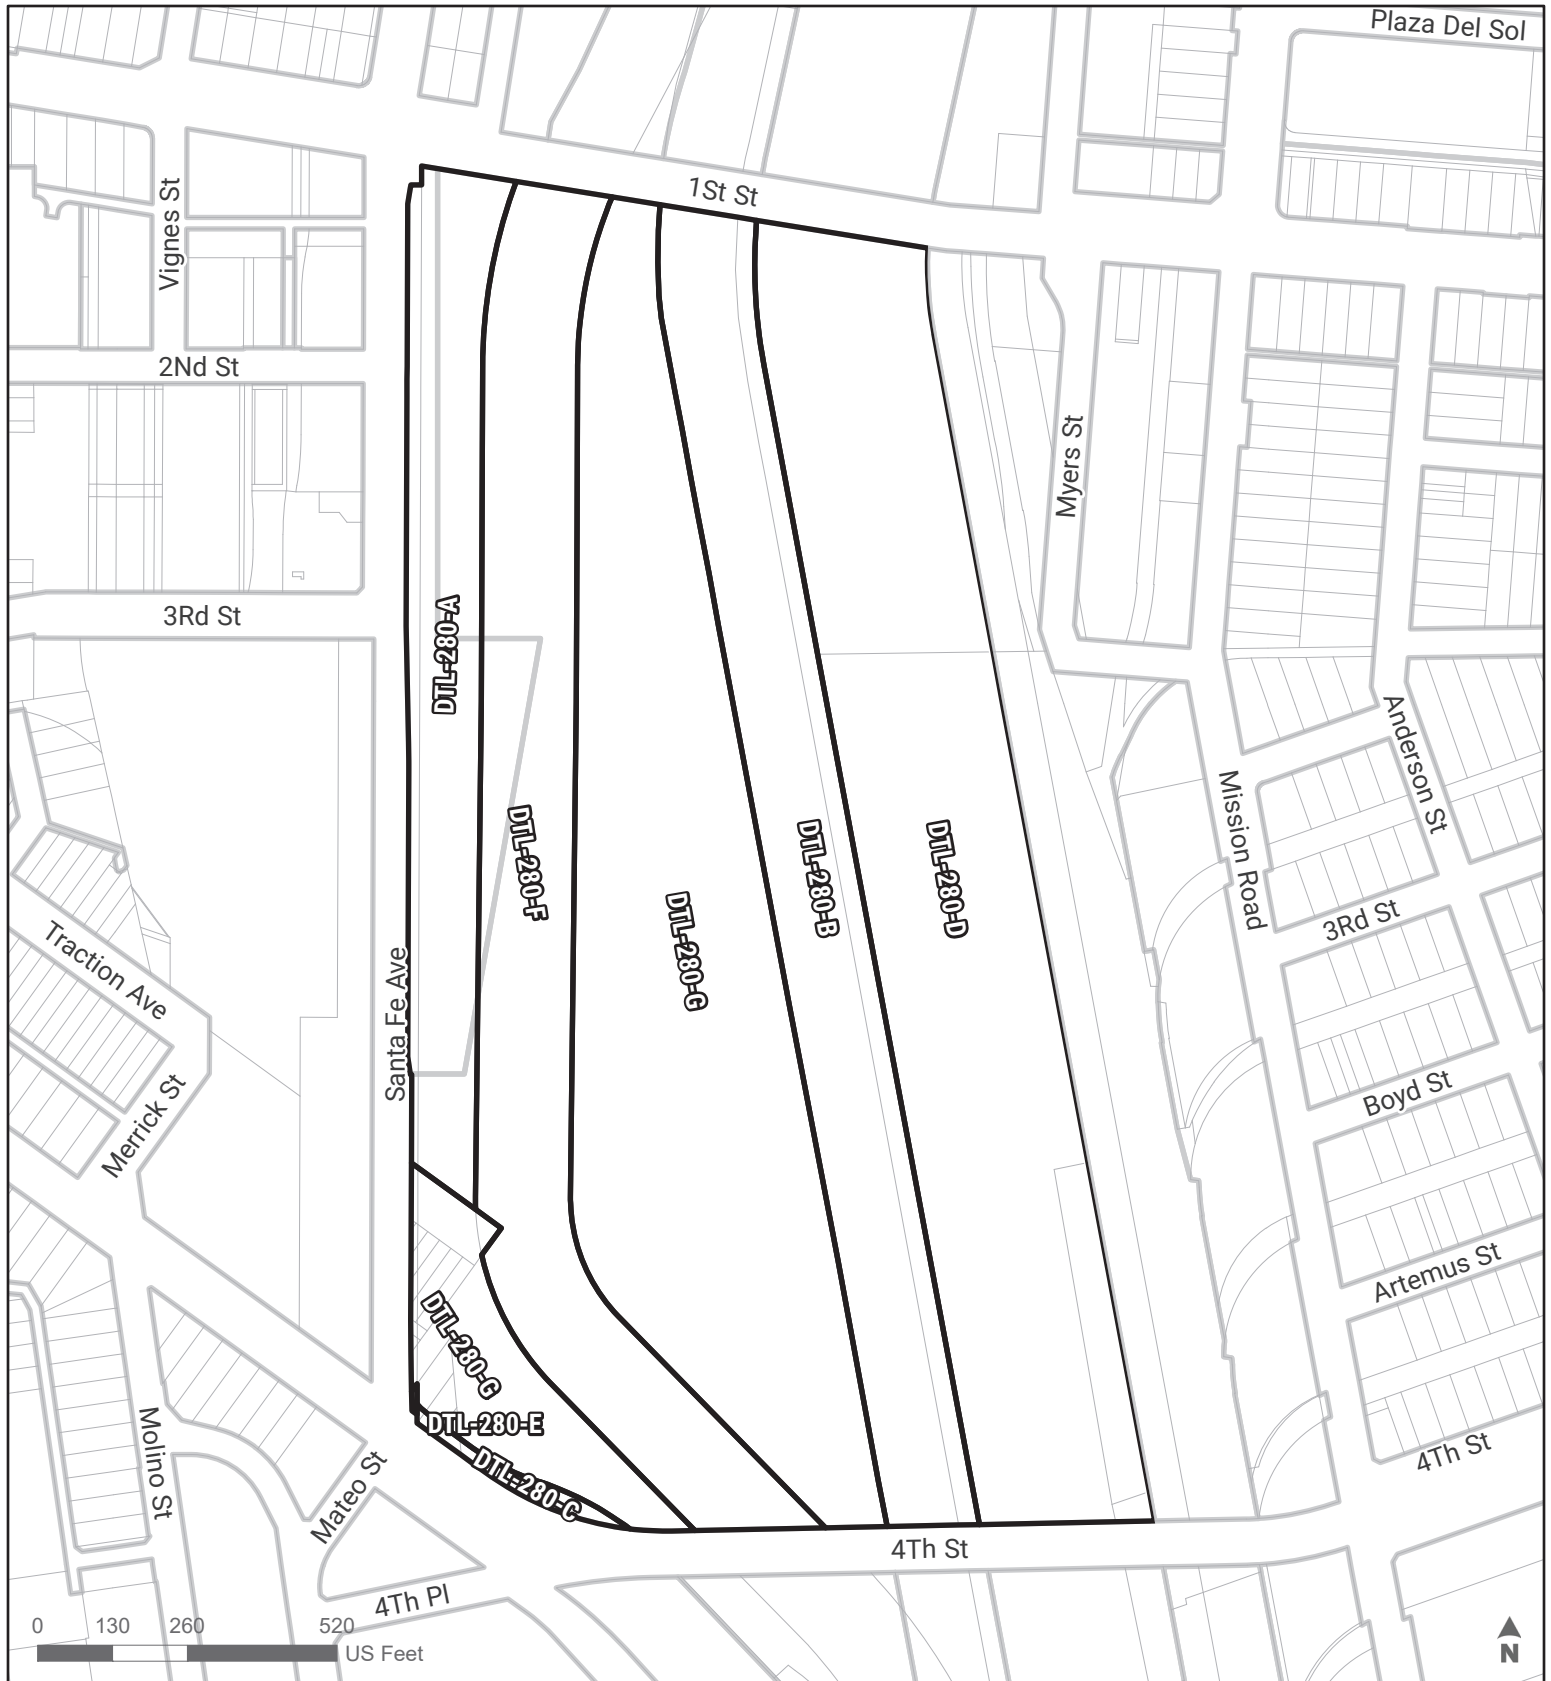 Plaza Del Sol
1St St
Vignes St
2Nd St
Myers St
3Rd St
DTL-280-A
Anderson St
Mission Road
DTL-280-F
DTL-280-B
DTL-280-D
DTL-280-G
3Rd St
Traction Ave
Santa Fe Ave
Merrick St
Boyd St
Artemus St
DTL-280-G
DTL-280-E
DTL-280-C
Molino St
Mateo St
4Th St
4Th St
4Th Pl
0 130 260 520
US Feet
N